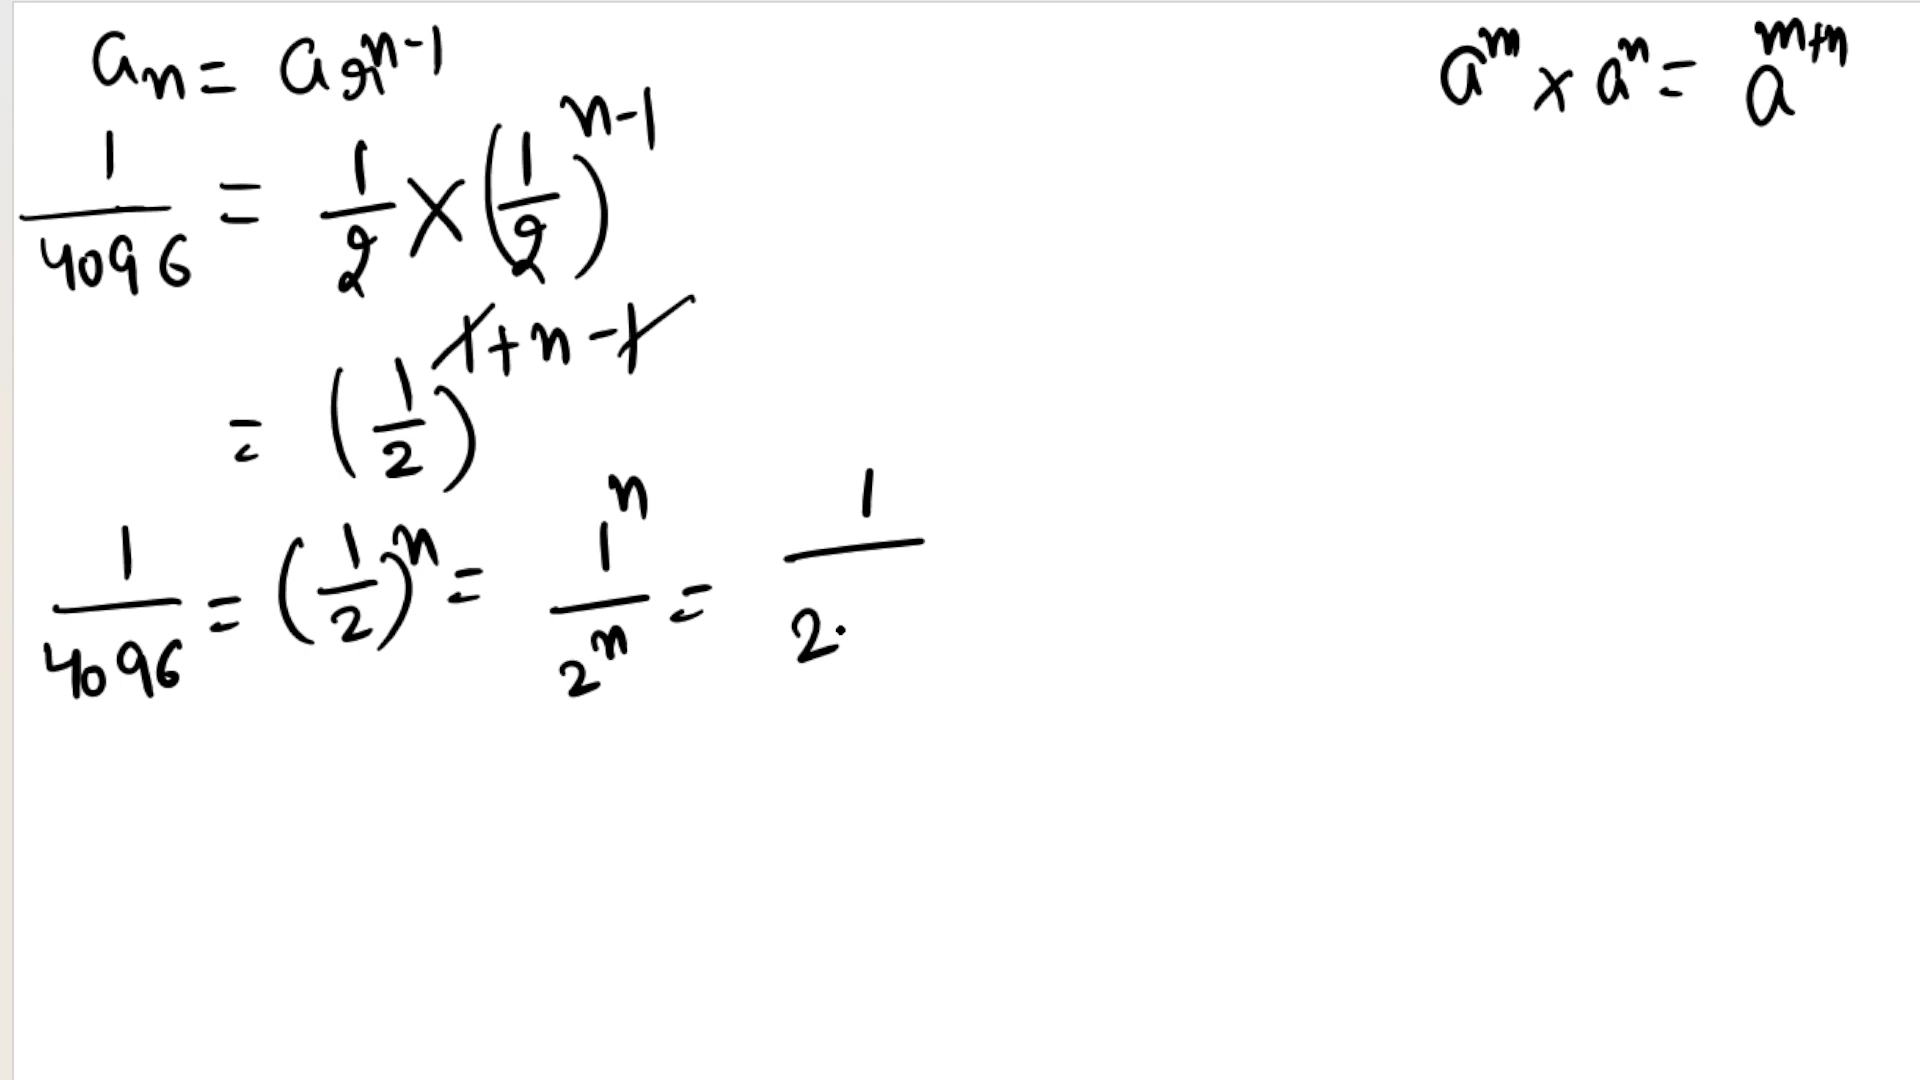 aₙ = arⁿ⁻¹
aᵐ × aⁿ = aᵐ⁺ⁿ
1/4096 = 1/2 × (1/2)ⁿ⁻¹
= (1/2)¹⁺ⁿ⁻¹
1/4096 = (1/2)ⁿ = 1ⁿ/2ⁿ = 1/2